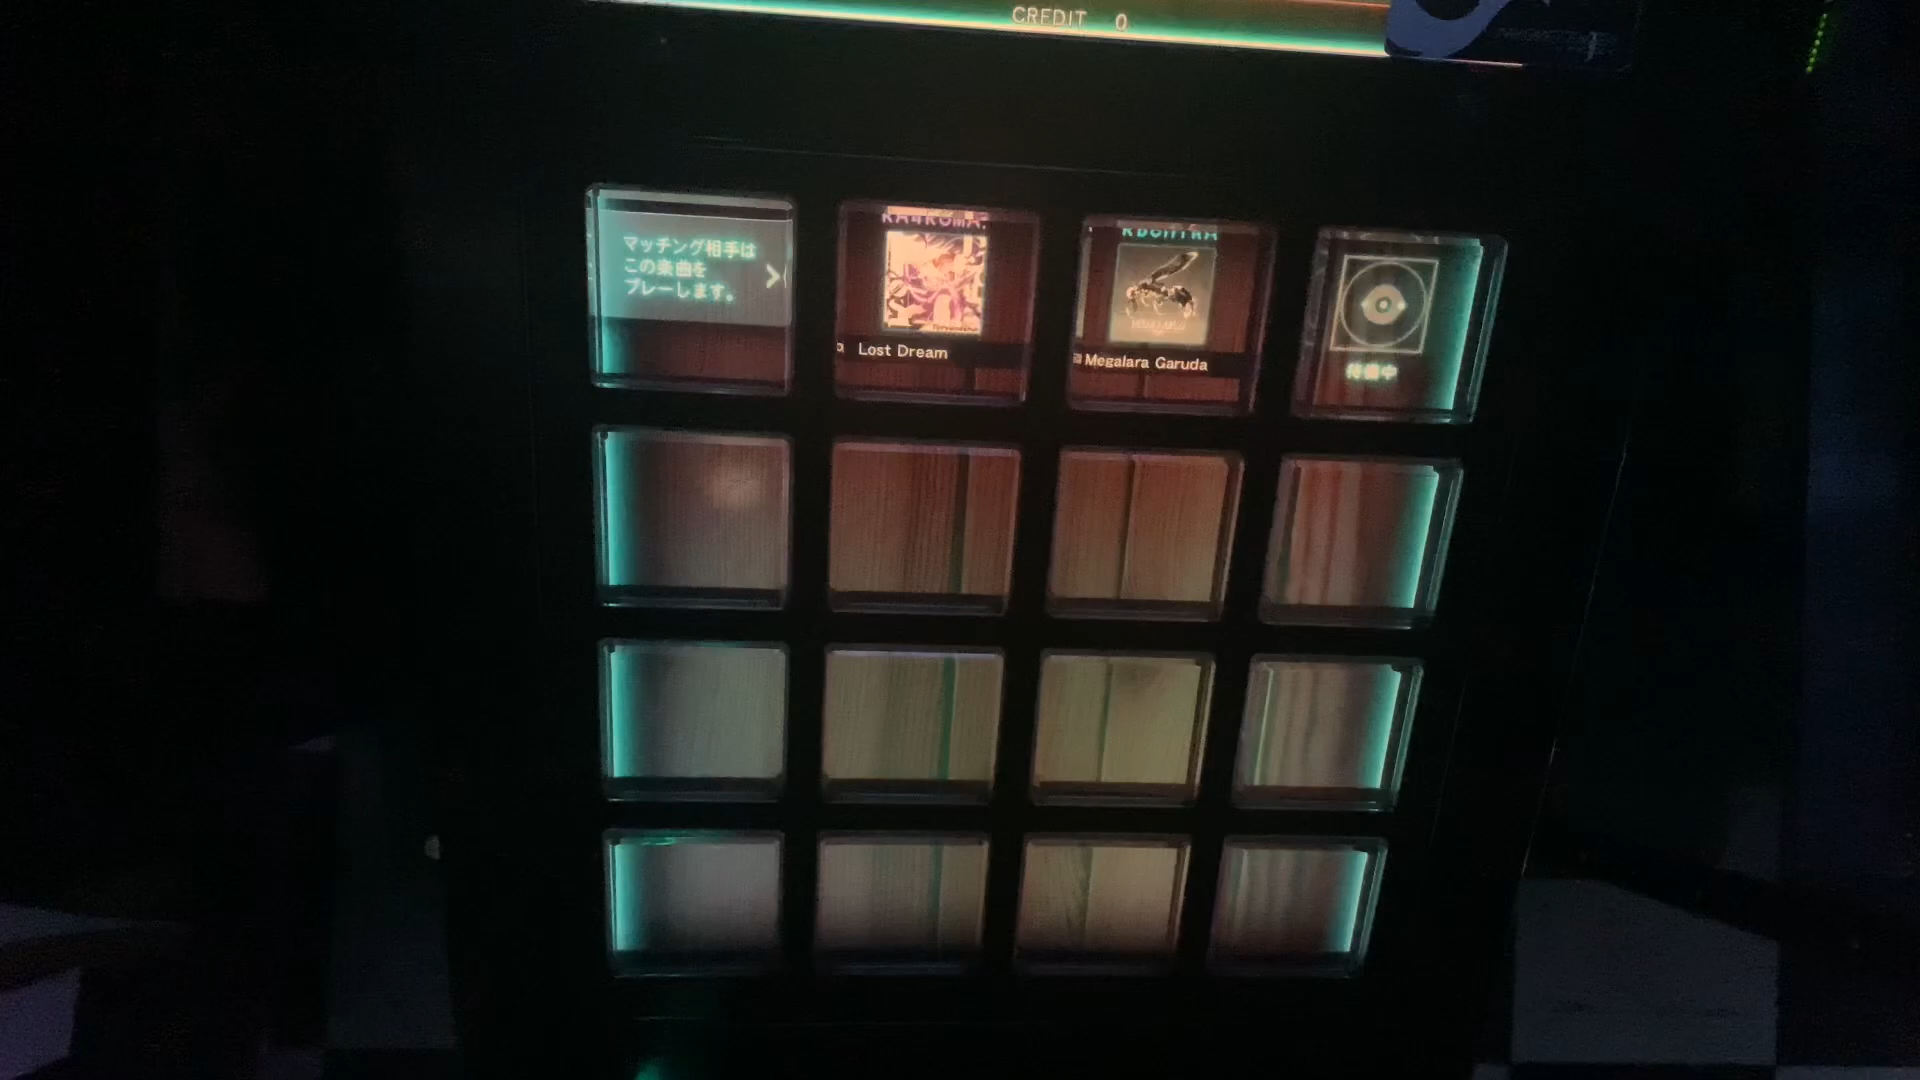 CREDIT 0
マッチング相手は
この楽曲を
プレーします。
Lost Dream
Megalara Garuda
待機中